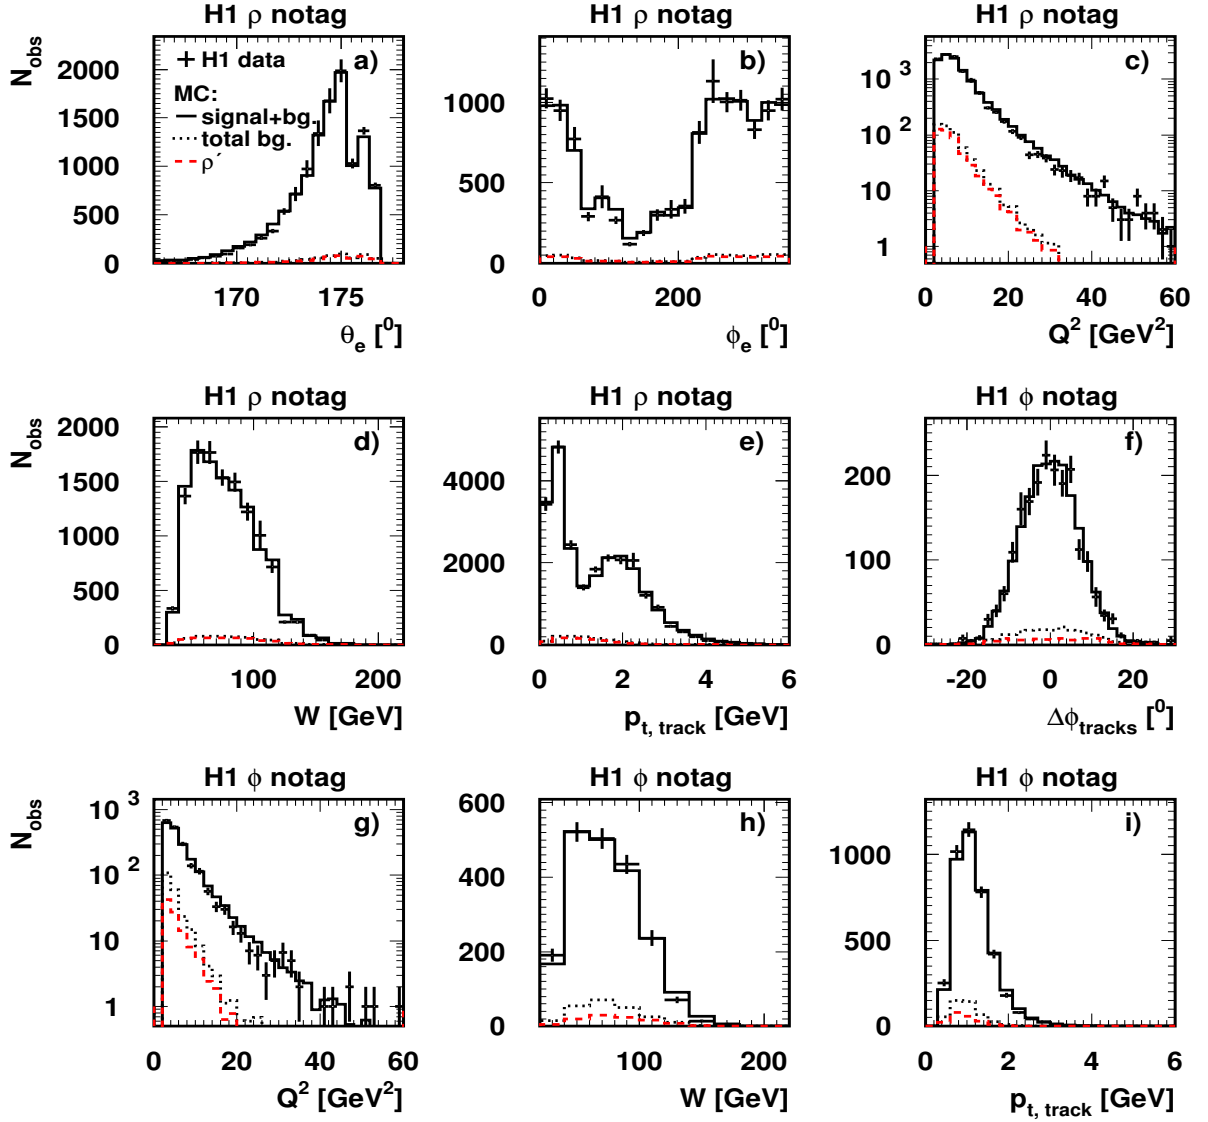 H1 ρ notag
N_obs
2000
1500
1000
500
0
170 175
θ_e [⁰]
a)
H1 data
MC:
signal+bg.
total bg.
ρ′
H1 ρ notag
1000
500
0
0 200
ϕ_e [⁰]
b)
H1 ρ notag
10³
10²
10
1
0 20 40 60
Q² [GeV²]
c)
H1 ρ notag
N_obs
2000
1500
1000
500
0
100 200
W [GeV]
d)
H1 ρ notag
4000
2000
0
0 2 4 6
p_t, track [GeV]
e)
H1 ϕ notag
200
100
0
-20 0 20
Δϕ_tracks [⁰]
f)
H1 ϕ notag
N_obs
10³
10²
10
1
0 20 40 60
Q² [GeV²]
g)
H1 ϕ notag
600
400
200
0
100 200
W [GeV]
h)
H1 ϕ notag
1000
500
0
0 2 4 6
p_t, track [GeV]
i)